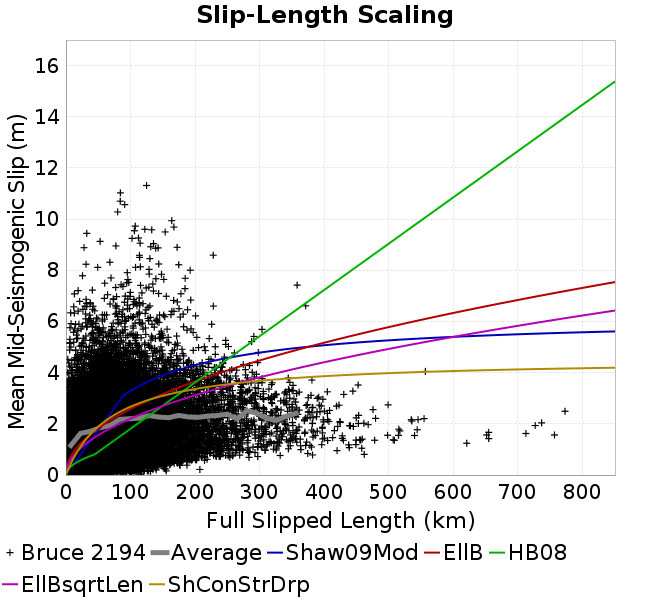 Slip-Length Scaling
Mean Mid-Seismogenic Slip (m)
16
14
12
10
8
6
4
2
0
0 100 200 300 400 500 600 700 800
Full Slipped Length (km)
Bruce 2194 Average Shaw09Mod EllB HB08
EllBsqrtLen ShConStrDrp